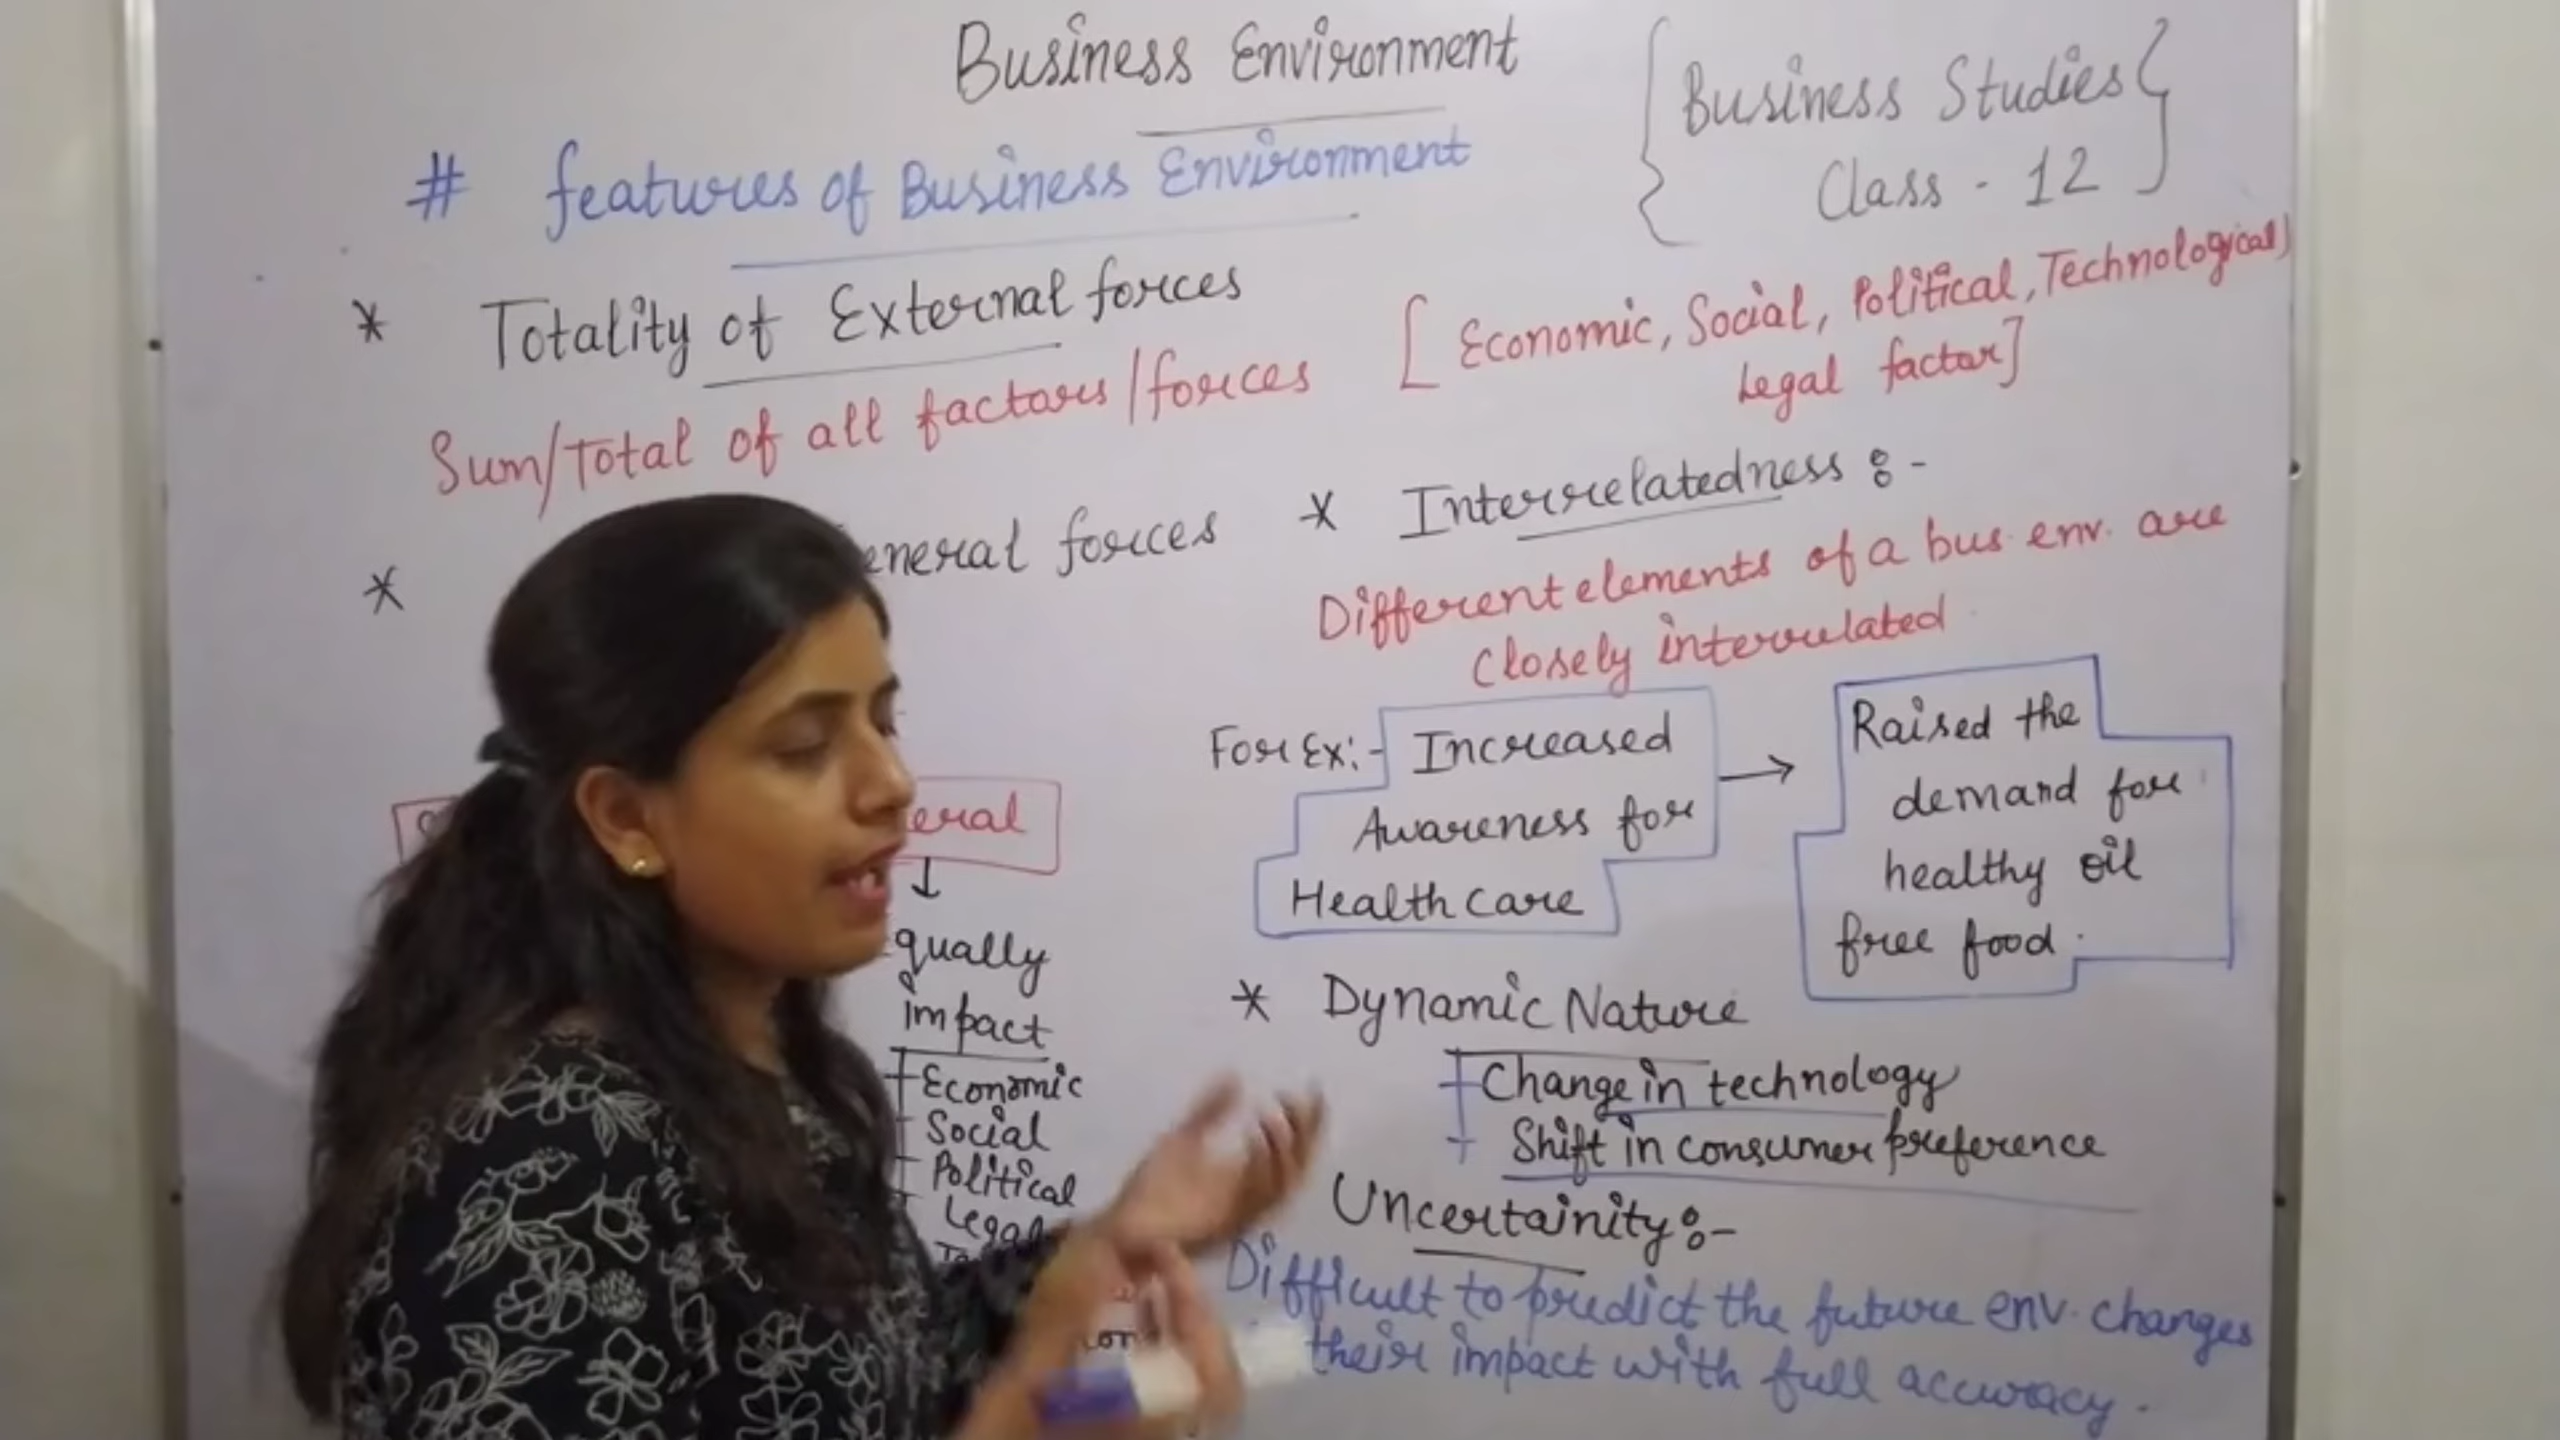 Business Environment
{Business Studies}
Class - 12
# features of Business Environment
* Totality of External forces
[Economic, Social, Political, Technological)
Legal factor]
Sum/Total of all factors/forces
* forces
* Interrelatedness :-
Different elements of a bus. env. are
closely interrelated
For Ex:- Increased
Awareness for
Health care
→ Raised the
demand for
healthy oil
free food.
impact
Economic
Social
Political
Legal
* Dynamic Nature
Change in technology
Shift in consumer preference
Uncertainity :-
Difficult to predict the future env. changes
their impact with full accuracy.